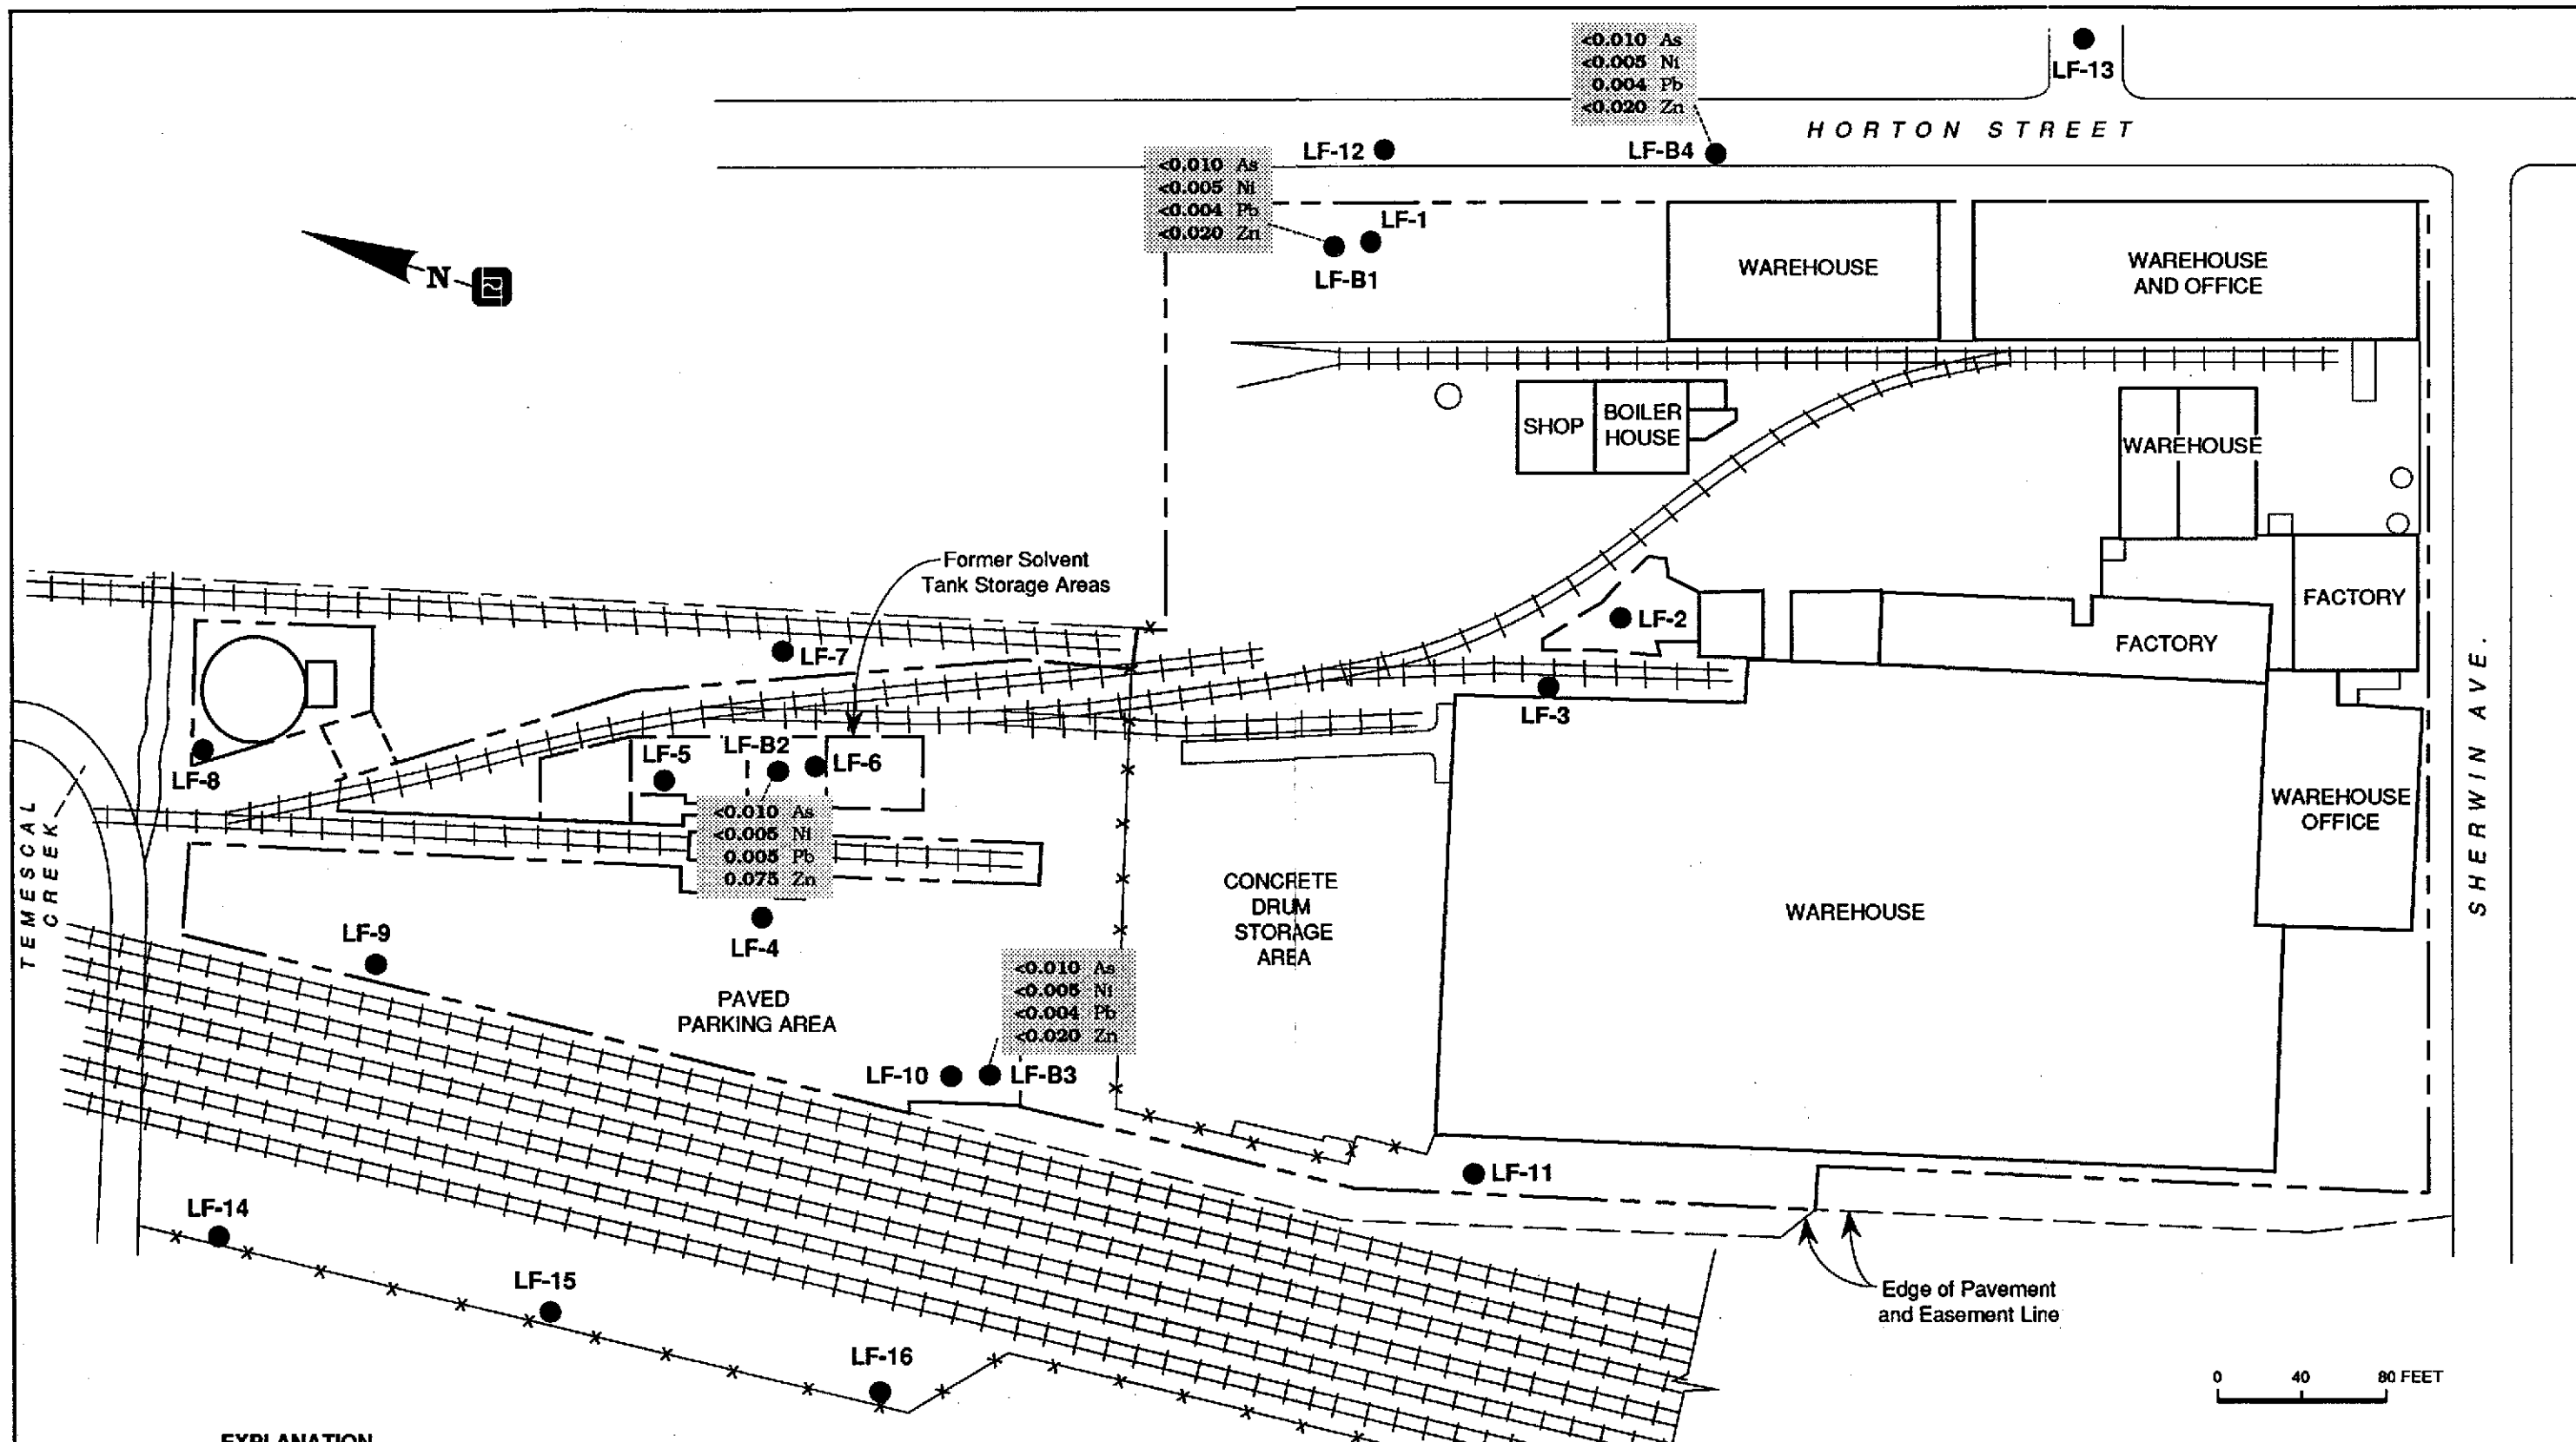 <0.010 As
<0.005 Ni
0.004 Pb
<0.020 Zn
LF-13
HORTON STREET
LF-12
LF-B4
<0.010 As
<0.005 Ni
<0.004 Pb
<0.020 Zn
LF-1
LF-B1
WAREHOUSE
WAREHOUSE
AND OFFICE
N
SHOP
BOILER
HOUSE
WAREHOUSE
Former Solvent
Tank Storage Areas
LF-2
FACTORY
FACTORY
LF-7
LF-3
LF-8
LF-5
LF-B2
LF-6
<0.010 As
<0.005 Ni
0.005 Pb
0.075 Zn
TEMESCAL
CREEK
SHERWIN AVE.
WAREHOUSE
OFFICE
CONCRETE
DRUM
STORAGE
AREA
WAREHOUSE
LF-9
LF-4
PAVED
PARKING AREA
<0.010 As
<0.005 Ni
<0.004 Pb
<0.020 Zn
LF-10
LF-B3
LF-11
LF-14
LF-15
LF-16
Edge of Pavement
and Easement Line
0 40 80 FEET
EXPLANATION